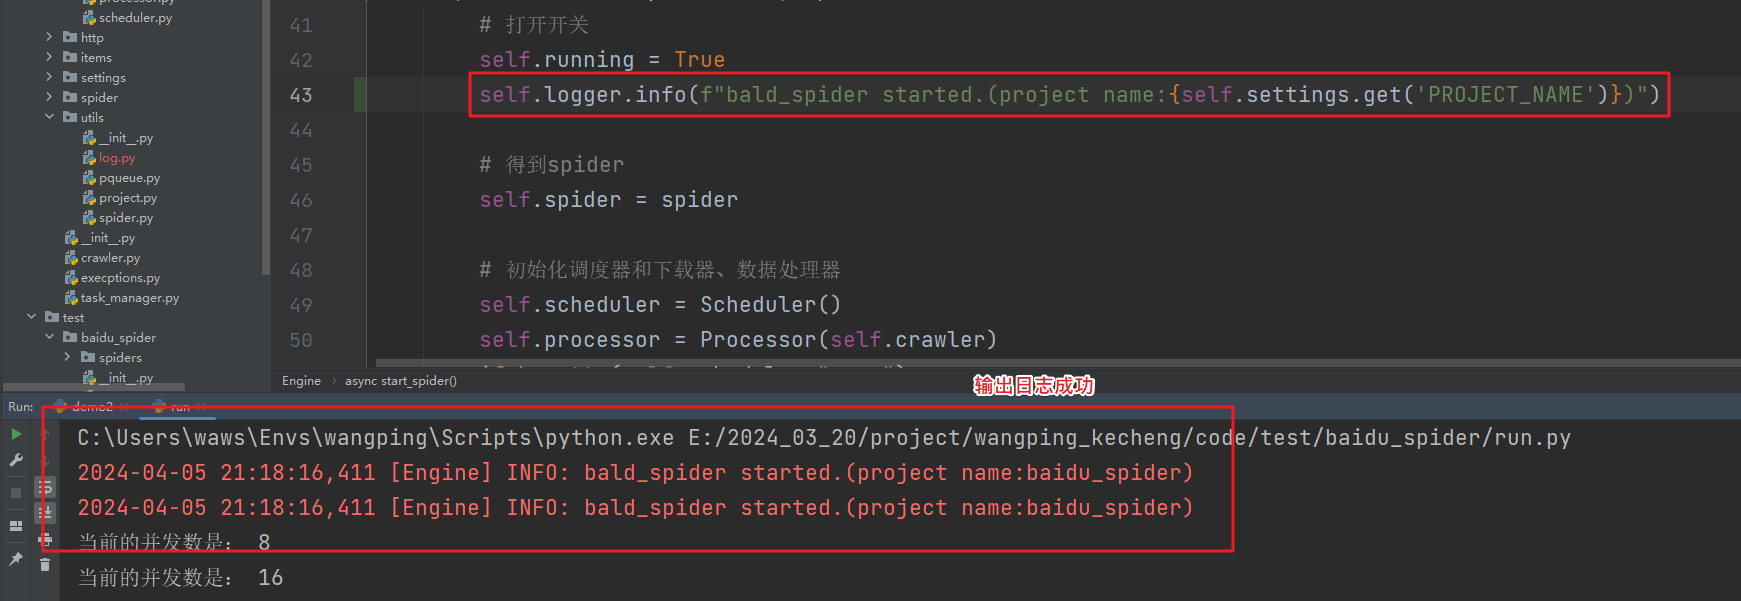 processor.py
scheduler.py
http
items
settings
spider
utils
__init__.py
log.py
pqueue.py
project.py
spider.py
__init__.py
crawler.py
execptions.py
task_manager.py
test
baidu_spider
spiders
__init__.py
41 # 打开开关
42 self.running = True
43 self.logger.info(f"bald_spider started.(project name:{self.settings.get('PROJECT_NAME')})")
44
45 # 得到spider
46 self.spider = spider
47
48 # 初始化调度器和下载器、数据处理器
49 self.scheduler = Scheduler()
50 self.processor = Processor(self.crawler)
Engine › async start_spider()
输出日志成功
Run: demo2 × run ×
C:\Users\waws\Envs\wangping\Scripts\python.exe E:/2024_03_20/project/wangping_kecheng/code/test/baidu_spider/run.py
2024-04-05 21:18:16,411 [Engine] INFO: bald_spider started.(project name:baidu_spider)
2024-04-05 21:18:16,411 [Engine] INFO: bald_spider started.(project name:baidu_spider)
当前的并发数是： 8
当前的并发数是： 16